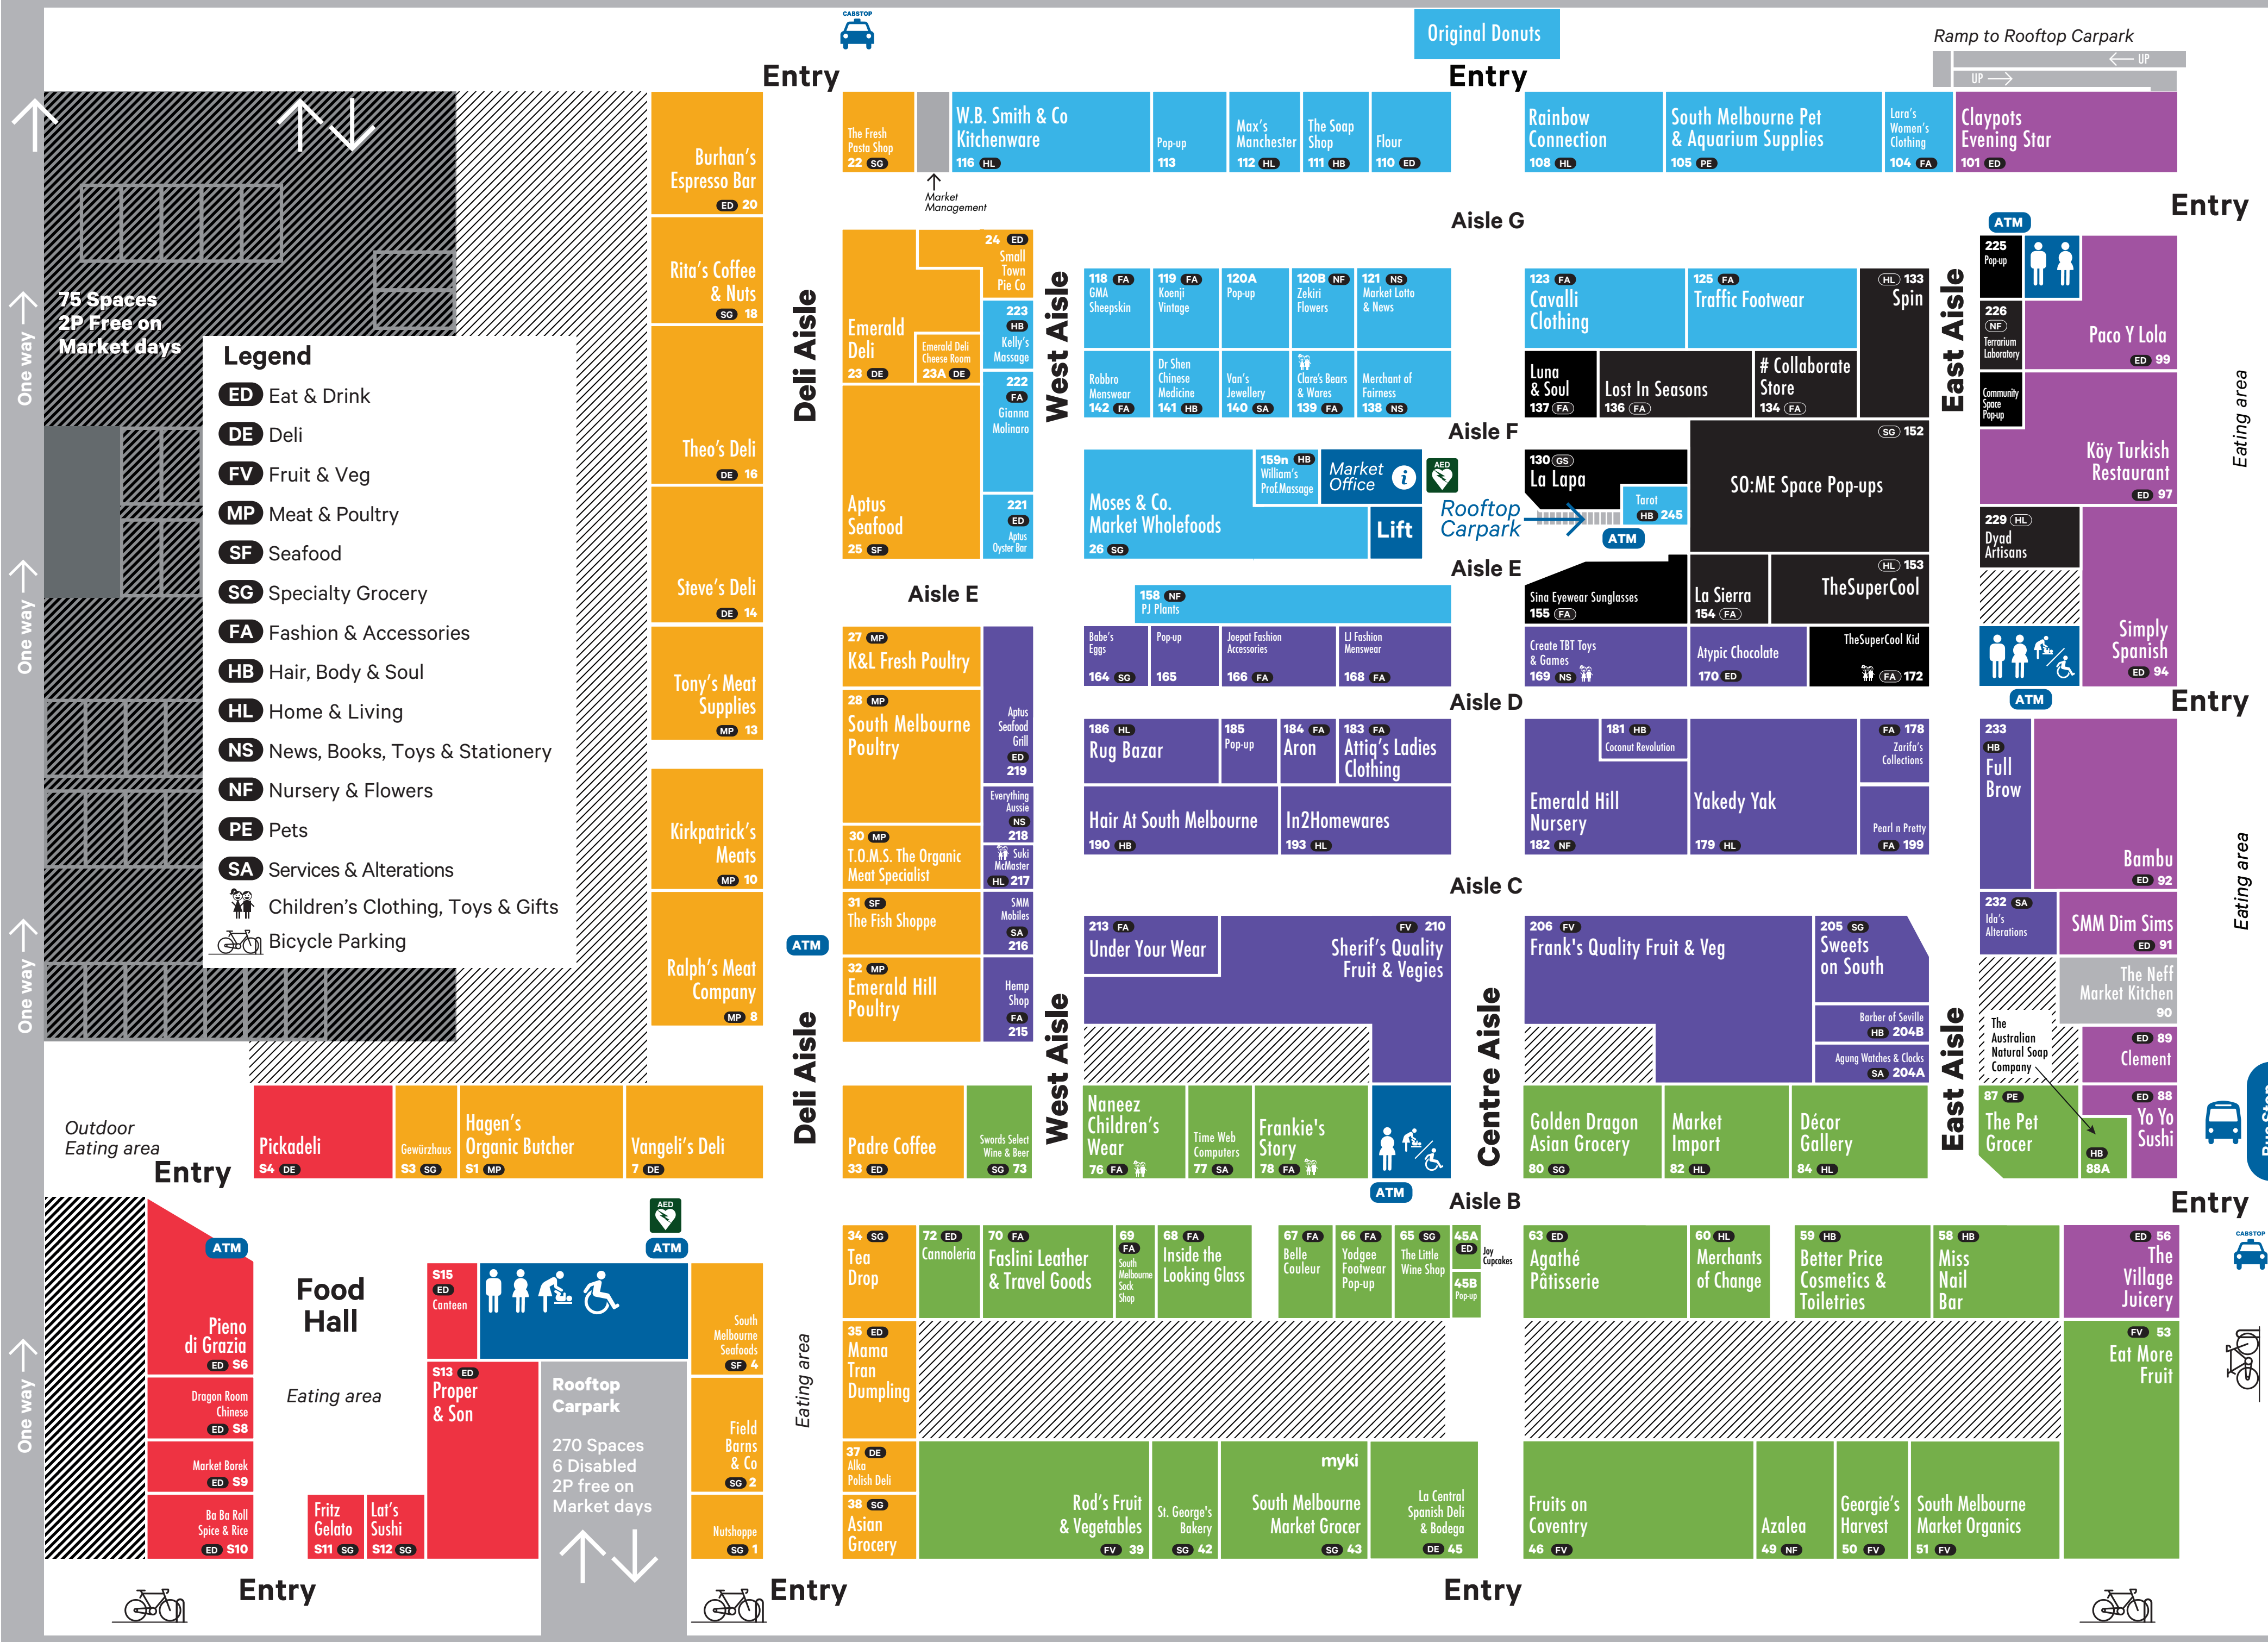 CABSTOP
Original Donuts
Ramp to Rooftop Carpark
← UP
UP →
Entry
Entry
Burhan's
Espresso Bar
ED 20
The Fresh
Pasta Shop
22 SG
Market
Management
W.B. Smith & Co
Kitchenware
116 HL
Pop-up
113
Max's
Manchester
112 HL
The Soap
Shop
111 HB
Flour
110 ED
Rainbow
Connection
108 HL
South Melbourne Pet
& Aquarium Supplies
105 PE
Lara's
Women's
Clothing
104 FA
Claypots
Evening Star
101 ED
Entry
Aisle G
One way
One way
One way
One way
75 Spaces
2P Free on
Market days
Legend
ED Eat & Drink
DE Deli
FV Fruit & Veg
MP Meat & Poultry
SF Seafood
SG Specialty Grocery
FA Fashion & Accessories
HB Hair, Body & Soul
HL Home & Living
NS News, Books, Toys & Stationery
NF Nursery & Flowers
PE Pets
SA Services & Alterations
Children's Clothing, Toys & Gifts
Bicycle Parking
Rita's Coffee
& Nuts
SG 18
Theo's Deli
DE 16
Steve's Deli
DE 14
Tony's Meat
Supplies
MP 13
Kirkpatrick's
Meats
MP 10
Ralph's Meat
Company
MP 8
Deli Aisle
ATM
Deli Aisle
Emerald
Deli
23 DE
24 ED
Small
Town
Pie Co
Emerald Deli
Cheese Room
23A DE
223
HB
Kelly's
Massage
222
FA
Gianna
Molinaro
Aptus
Seafood
25 SF
221
ED
Aptus
Oyster Bar
Aisle E
West Aisle
118 FA
GMA
Sheepskin
119 FA
Koenji
Vintage
120A
Pop-up
120B NF
Zekiri
Flowers
121 NS
Market Lotto
& News
Robbro
Menswear
142 FA
Dr Shen
Chinese
Medicine
141 HB
Van's
Jewellery
140 SA
Clare's Bears
& Wares
139 FA
Merchant of
Fairness
138 NS
123 FA
Cavalli
Clothing
125 FA
Traffic Footwear
HL 133
Spin
Luna
& Soul
137 FA
Lost In Seasons
136 FA
# Collaborate
Store
134 FA
East Aisle
ATM
225
Pop-up
226
NF
Terrarium
Laboratory
Community
Space
Pop-up
Paco Y Lola
ED 99
Köy Turkish
Restaurant
ED 97
Eating area
Aisle F
Moses & Co.
Market Wholefoods
26 SG
159n HB
William's
Prof.Massage
Market
Office
i
AED
Lift
Rooftop
Carpark
130 GS
La Lapa
Tarot
HB 245
ATM
SG 152
SO:ME Space Pop-ups
229 HL
Dyad
Artisans
Simply
Spanish
ED 94
Aisle E
158 NF
PJ Plants
Sina Eyewear Sunglasses
155 FA
La Sierra
154 FA
HL 153
TheSuperCool
Babe's
Eggs
164 SG
Pop-up
165
Joepat Fashion
Accessories
166 FA
LJ Fashion
Menswear
168 FA
Create TBT Toys
& Games
169 NS
Atypic Chocolate
170 ED
TheSuperCool Kid
FA 172
ATM
Entry
Aisle D
27 MP
K&L Fresh Poultry
28 MP
South Melbourne
Poultry
30 MP
T.O.M.S. The Organic
Meat Specialist
31 SF
The Fish Shoppe
32 MP
Emerald Hill
Poultry
Aptus
Seafood
Grill
ED
219
Everything
Aussie
NS
218
Suki
McMaster
HL 217
SMM
Mobiles
SA
216
Hemp
Shop
FA
215
186 HL
Rug Bazar
185
Pop-up
184 FA
Aron
183 FA
Attiq's Ladies
Clothing
Hair At South Melbourne
190 HB
In2Homewares
193 HL
Emerald Hill
Nursery
182 NF
181 HB
Coconut Revolution
Yakedy Yak
179 HL
FA 178
Zarifa's
Collections
Pearl n Pretty
FA 199
233
HB
Full
Brow
Bambu
ED 92
Eating area
Aisle C
232 SA
Ida's
Alterations
SMM Dim Sims
ED 91
The Neff
Market Kitchen
90
The
Australian
Natural Soap
Company
ED 89
Clement
213 FA
Under Your Wear
FV 210
Sherif's Quality
Fruit & Vegies
206 FV
Frank's Quality Fruit & Veg
205 SG
Sweets
on South
Barber of Seville
HB 204B
Agung Watches & Clocks
SA 204A
West Aisle
Centre Aisle
East Aisle
Outdoor
Eating area
Entry
Pickadeli
S4 DE
Gewürzhaus
S3 SG
Hagen's
Organic Butcher
S1 MP
Vangeli's Deli
7 DE
Padre Coffee
33 ED
Swords Select
Wine & Beer
SG 73
Naneez
Children's
Wear
76 FA
Time Web
Computers
77 SA
Frankie's
Story
78 FA
ATM
Golden Dragon
Asian Grocery
80 SG
Market
Import
82 HL
Décor
Gallery
84 HL
87 PE
The Pet
Grocer
HB
88A
ED 88
Yo Yo
Sushi
Bus Stop
Aisle B
Entry
CABSTOP
ATM
Pieno
di Grazia
ED S6
Dragon Room
Chinese
ED S8
Market Borek
ED S9
Ba Ba Roll
Spice & Rice
ED S10
Food
Hall
Eating area
Fritz
Gelato
S11 SG
Lat's
Sushi
S12 SG
S15
ED
Canteen
S13 ED
Proper
& Son
AED
ATM
Rooftop
Carpark
270 Spaces
6 Disabled
2P free on
Market days
South
Melbourne
Seafoods
SF 4
Field
Barns
& Co
SG 2
Nutshoppe
SG 1
Eating area
34 SG
Tea
Drop
35 ED
Mama
Tran
Dumpling
37 DE
Alka
Polish Deli
38 SG
Asian
Grocery
72 ED
Cannoleria
70 FA
Faslini Leather
& Travel Goods
69
FA
South
Melbourne
Sock
Shop
68 FA
Inside the
Looking Glass
67 FA
Belle
Couleur
66 FA
Yodgee
Footwear
Pop-up
65 SG
The Little
Wine Shop
45A
ED
Joy
Cupcakes
45B
Pop-up
63 ED
Agathé
Pâtisserie
60 HL
Merchants
of Change
59 HB
Better Price
Cosmetics &
Toiletries
58 HB
Miss
Nail
Bar
ED 56
The
Village
Juicery
FV 53
Eat More
Fruit
Rod's Fruit
& Vegetables
FV 39
St. George's
Bakery
SG 42
myki
South Melbourne
Market Grocer
SG 43
La Central
Spanish Deli
& Bodega
DE 45
Fruits on
Coventry
46 FV
Azalea
49 NF
Georgie's
Harvest
50 FV
South Melbourne
Market Organics
51 FV
Entry
Entry
Entry